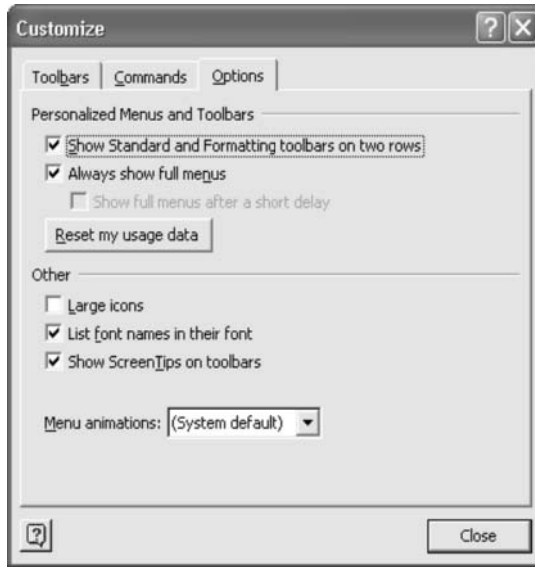 Customize
Toolbars Commands Options
Personalized Menus and Toolbars
Show Standard and Formatting toolbars on two rows
Always show full menus
Show full menus after a short delay
Reset my usage data
Other
Large icons
List font names in their font
Show ScreenTips on toolbars
Menu animations: (System default)
Close